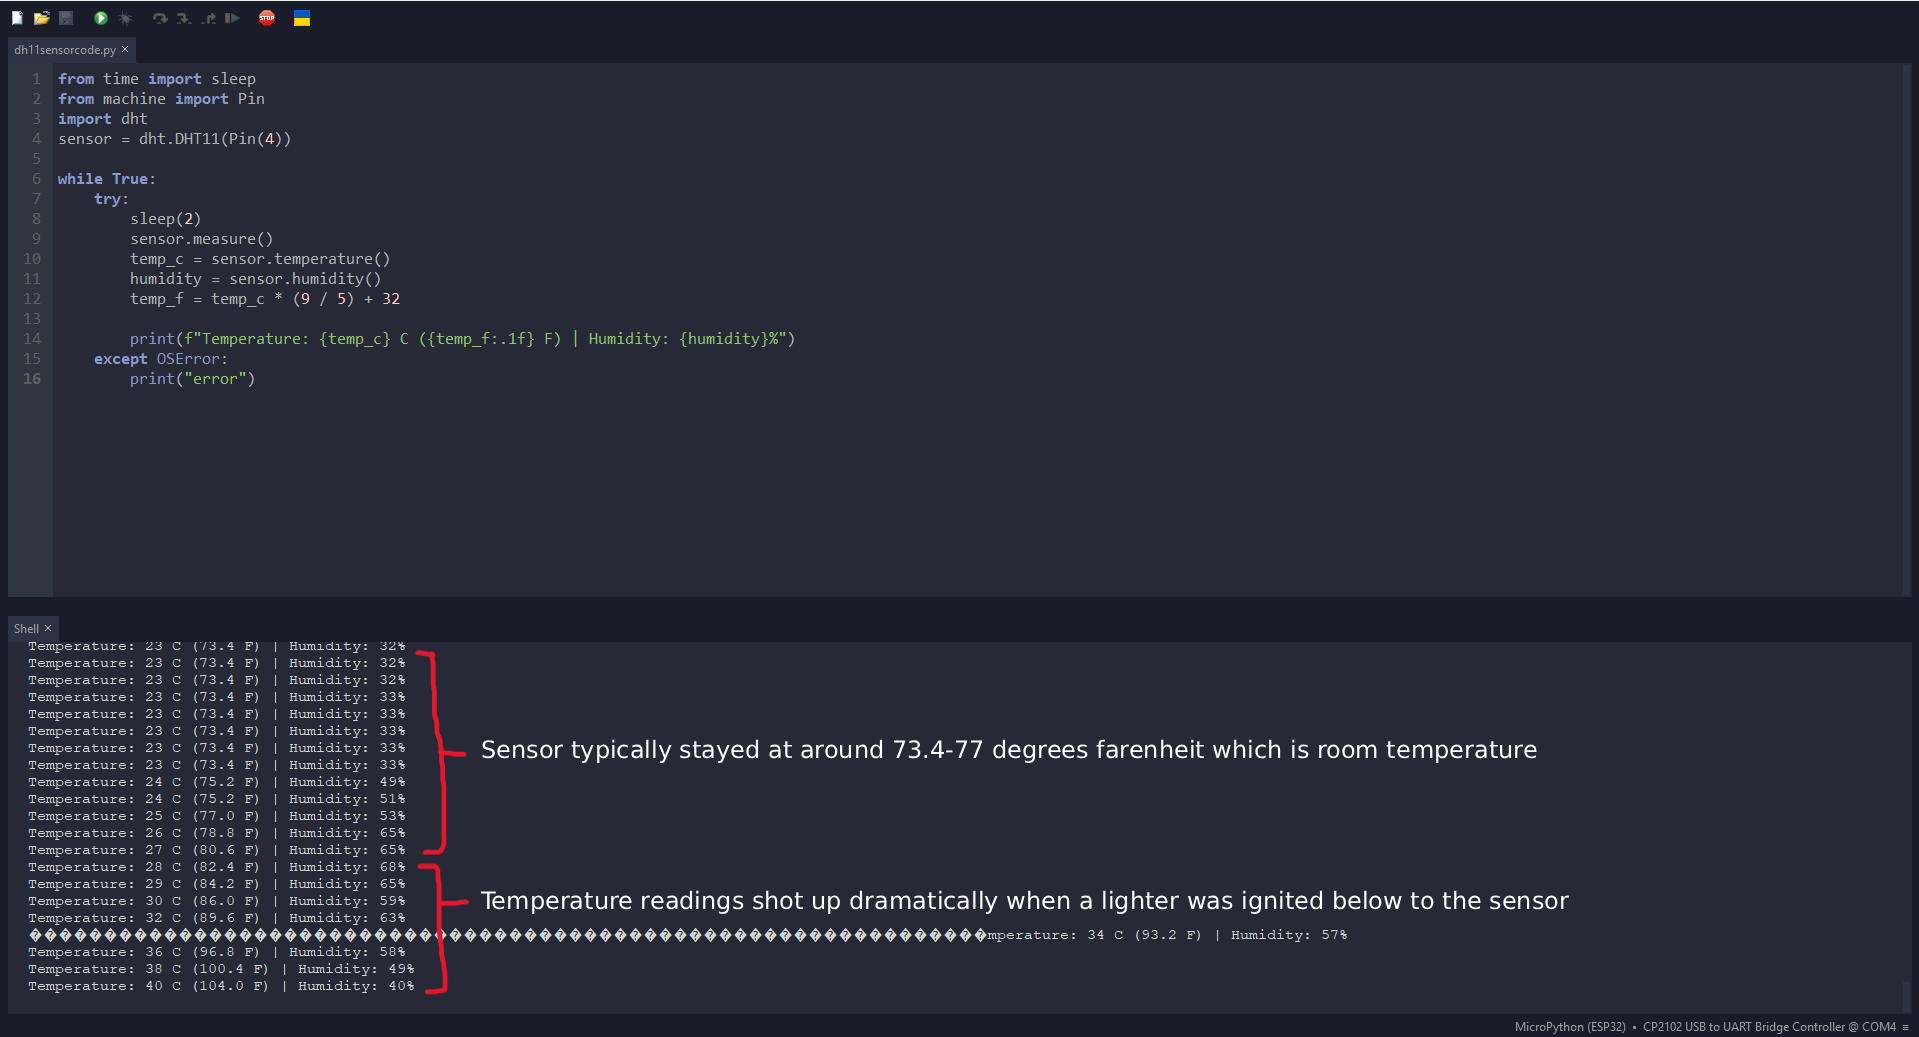 STOP
dh11sensorcode.py ×
1 from time import sleep
2 from machine import Pin
3 import dht
4 sensor = dht.DHT11(Pin(4))
5
6 while True:
7     try:
8         sleep(2)
9         sensor.measure()
10         temp_c = sensor.temperature()
11         humidity = sensor.humidity()
12         temp_f = temp_c * (9 / 5) + 32
13
14         print(f"Temperature: {temp_c} C ({temp_f:.1f} F) | Humidity: {humidity}%")
15     except OSError:
16         print("error")
Shell ×
Temperature: 23 C (73.4 F) | Humidity: 32%
Temperature: 23 C (73.4 F) | Humidity: 32%
Temperature: 23 C (73.4 F) | Humidity: 32%
Temperature: 23 C (73.4 F) | Humidity: 33%
Temperature: 23 C (73.4 F) | Humidity: 33%
Temperature: 23 C (73.4 F) | Humidity: 33%
Temperature: 23 C (73.4 F) | Humidity: 33%
Sensor typically stayed at around 73.4-77 degrees farenheit which is room temperature
Temperature: 23 C (73.4 F) | Humidity: 33%
Temperature: 24 C (75.2 F) | Humidity: 49%
Temperature: 24 C (75.2 F) | Humidity: 51%
Temperature: 25 C (77.0 F) | Humidity: 53%
Temperature: 26 C (78.8 F) | Humidity: 65%
Temperature: 27 C (80.6 F) | Humidity: 65%
Temperature: 28 C (82.4 F) | Humidity: 68%
Temperature: 29 C (84.2 F) | Humidity: 65%
Temperature: 30 C (86.0 F) | Humidity: 59%
Temperature readings shot up dramatically when a lighter was ignited below to the sensor
Temperature: 32 C (89.6 F) | Humidity: 63%
����������������������������������������������������������������mperature: 34 C (93.2 F) | Humidity: 57%
Temperature: 36 C (96.8 F) | Humidity: 58%
Temperature: 38 C (100.4 F) | Humidity: 49%
Temperature: 40 C (104.0 F) | Humidity: 40%
MicroPython (ESP32) • CP2102 USB to UART Bridge Controller @ COM4 ≡